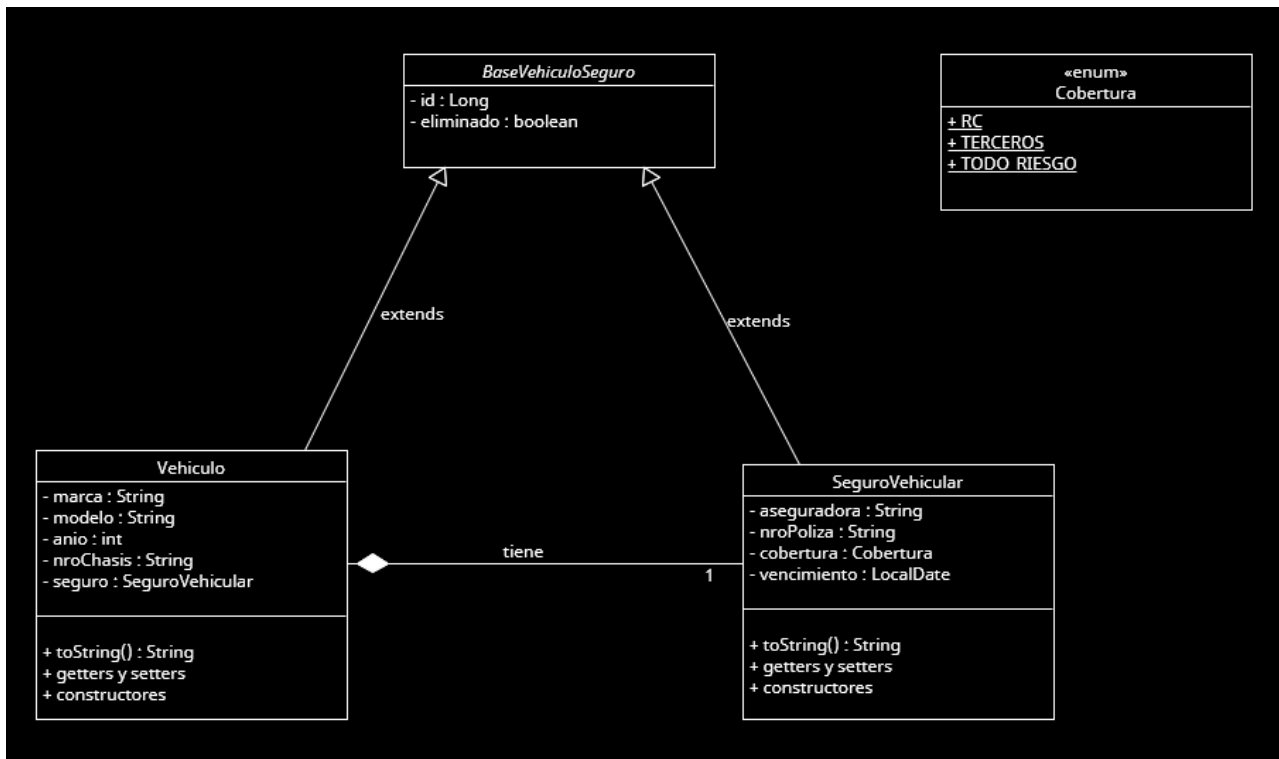 BaseVehiculoSeguro
- id : Long
- eliminado : boolean
«enum»
Cobertura
+ RC
+ TERCEROS
+ TODO RIESGO
extends
extends
Vehiculo
- marca : String
- modelo : String
- anio : int
- nroChasis : String
- seguro : SeguroVehicular
+ toString() : String
+ getters y setters
+ constructores
tiene
1
SeguroVehicular
- aseguradora : String
- nroPoliza : String
- cobertura : Cobertura
- vencimiento : LocalDate
+ toString() : String
+ getters y setters
+ constructores